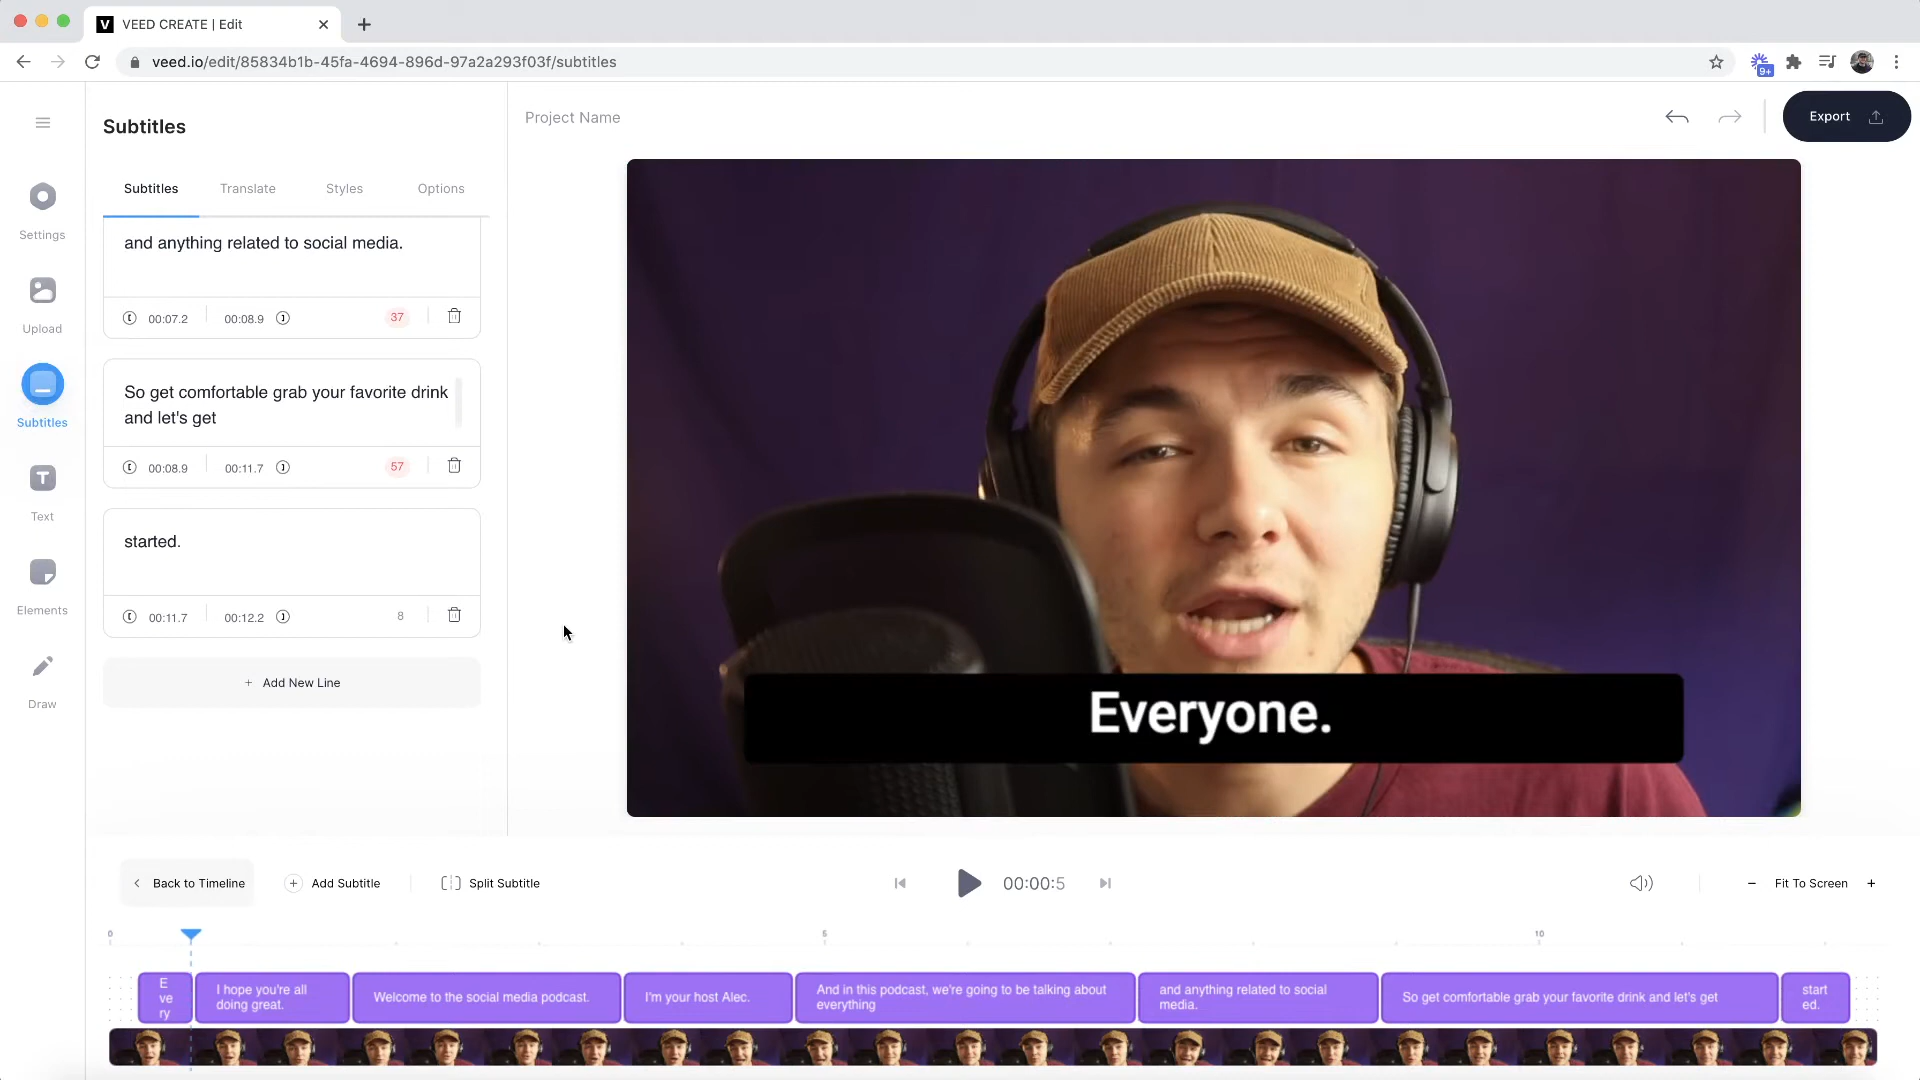 VEED CREATE | Edit
veed.io/edit/85834b1b-45fa-4694-896d-97a2a293f03f/subtitles
9+
Subtitles
Project Name
Export
Subtitles
Translate
Styles
Options
Settings
Upload
Subtitles
Text
Elements
Draw
and anything related to social media.
00:07.2
00:08.9
37
So get comfortable grab your favorite drink
and let's get
00:08.9
00:11.7
57
started.
00:11.7
00:12.2
8
+ Add New Line
Everyone.
Back to Timeline
Add Subtitle
Split Subtitle
00:00:5
Fit To Screen
0
5
10
E
ve
ry
I hope you're all
doing great.
Welcome to the social media podcast.
I'm your host Alec.
And in this podcast, we're going to be talking about
everything
and anything related to social
media.
So get comfortable grab your favorite drink and let's get
start
ed.